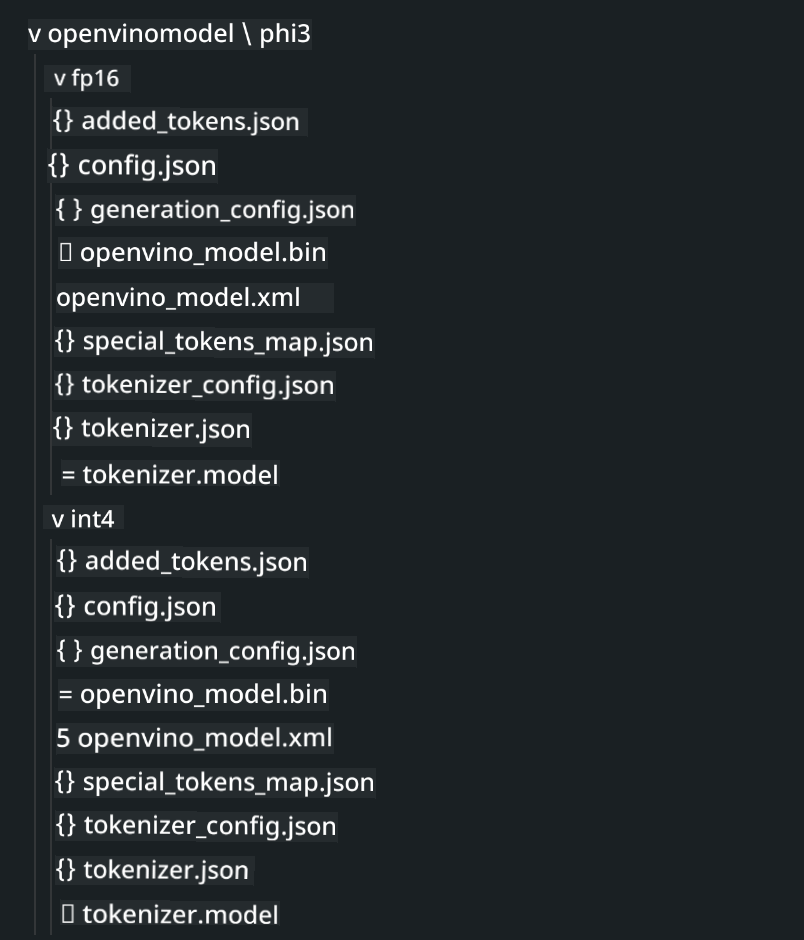 v openvinomodel \ phi3
v fp16
{} added_tokens.json
{} config.json
{ } generation_config.json
▯ openvino_model.bin
openvino_model.xml
{} special_tokens_map.json
{} tokenizer_config.json
{} tokenizer.json
= tokenizer.model
v int4
{} added_tokens.json
{} config.json
{ } generation_config.json
= openvino_model.bin
5 openvino_model.xml
{} special_tokens_map.json
{} tokenizer_config.json
{} tokenizer.json
▯ tokenizer.model